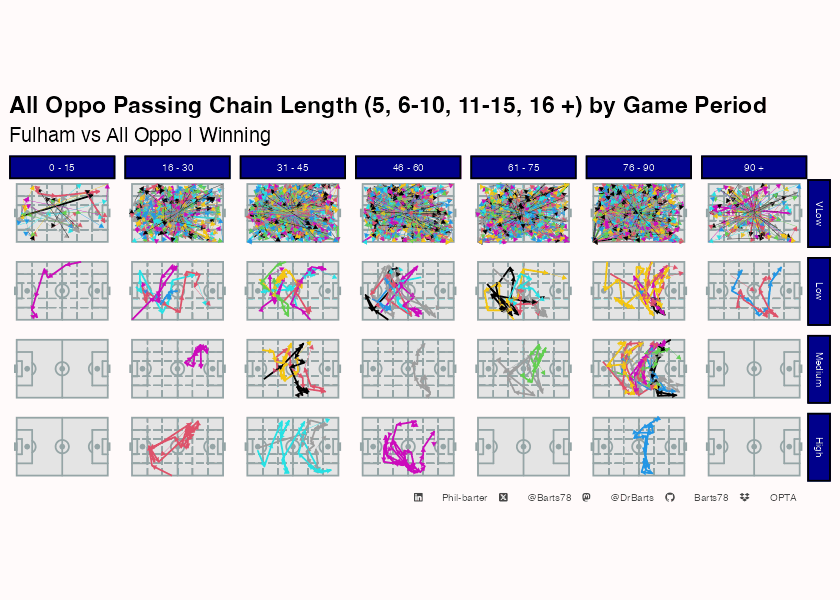 All Oppo Passing Chain Length (5, 6-10, 11-15, 16 +) by Game Period
Fulham vs All Oppo | Winning
0 - 15 16 - 30 31 - 45 46 - 60 61 - 75 76 - 90 90 +
VLow
Low
Medium
High
Phil-barter @Barts78 @DrBarts Barts78 OPTA